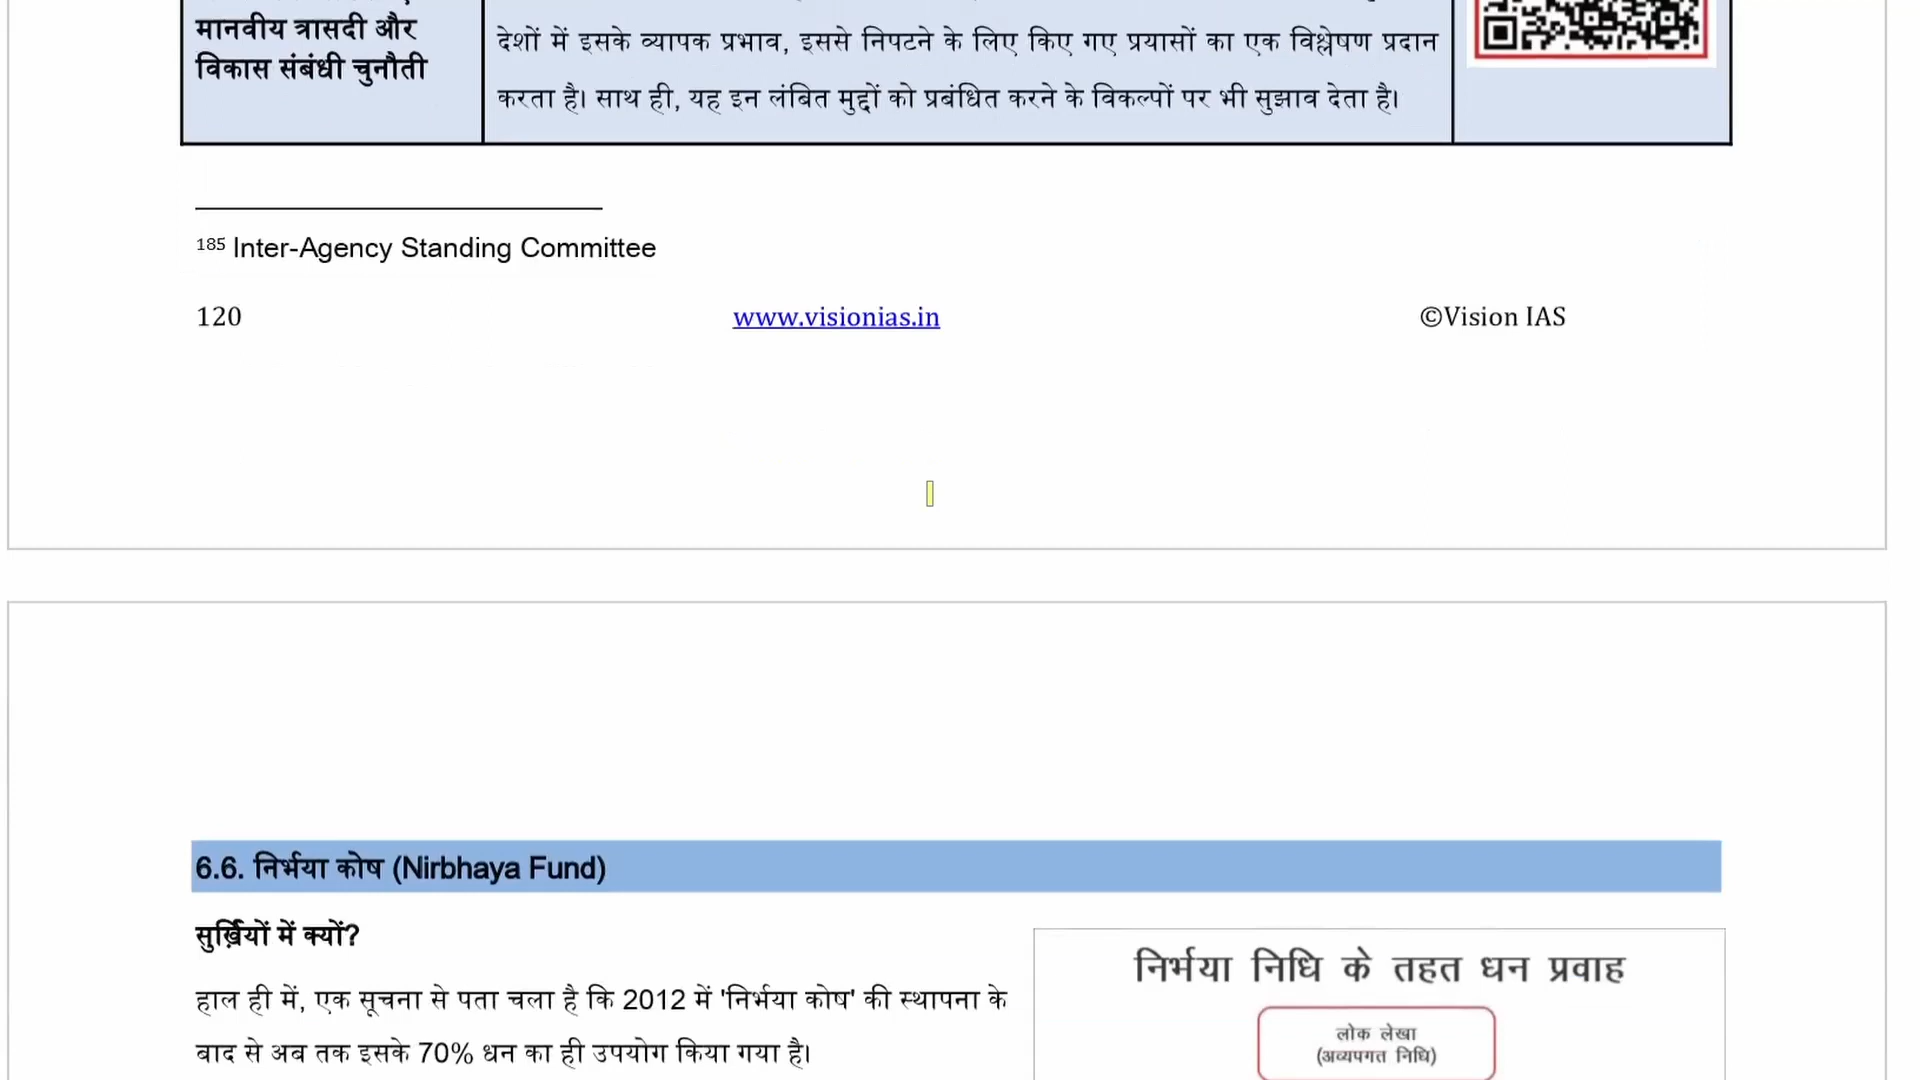 मानवीय त्रासदी और
विकास संबंधी चुनौती
देशों में इसके व्यापक प्रभाव, इससे निपटने के लिए किए गए प्रयासों का एक विश्लेषण प्रदान
करता है। साथ ही, यह इन लंबित मुद्दों को प्रबंधित करने के विकल्पों पर भी सुझाव देता है।
185 Inter-Agency Standing Committee
120 www.visionias.in ©Vision IAS
6.6. निर्भया कोष (Nirbhaya Fund)
सुर्ख़ियों में क्यों?
हाल ही में, एक सूचना से पता चला है कि 2012 में 'निर्भया कोष' की स्थापना के
बाद से अब तक इसके 70% धन का ही उपयोग किया गया है।
निर्भया निधि के तहत धन प्रवाह
लोक लेखा
(अव्यपगत निधि)